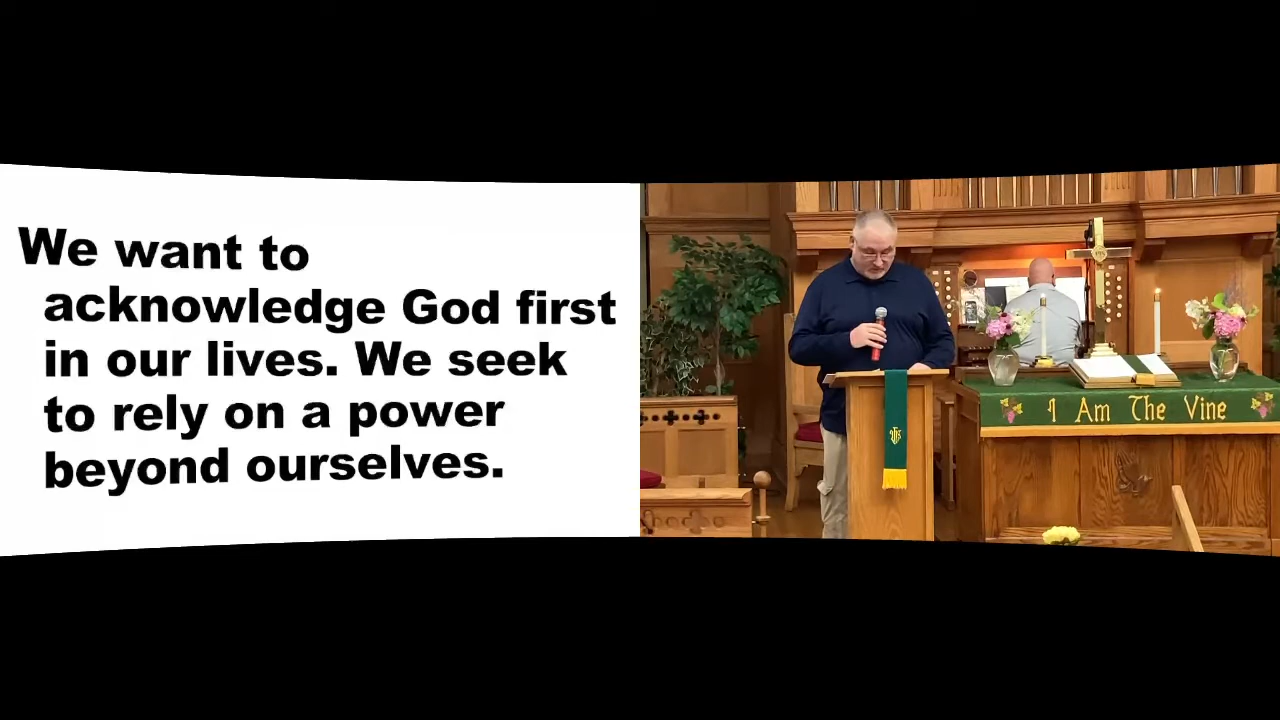 We want to
acknowledge God first
in our lives. We seek
to rely on a power
beyond ourselves.
I Am The Vine